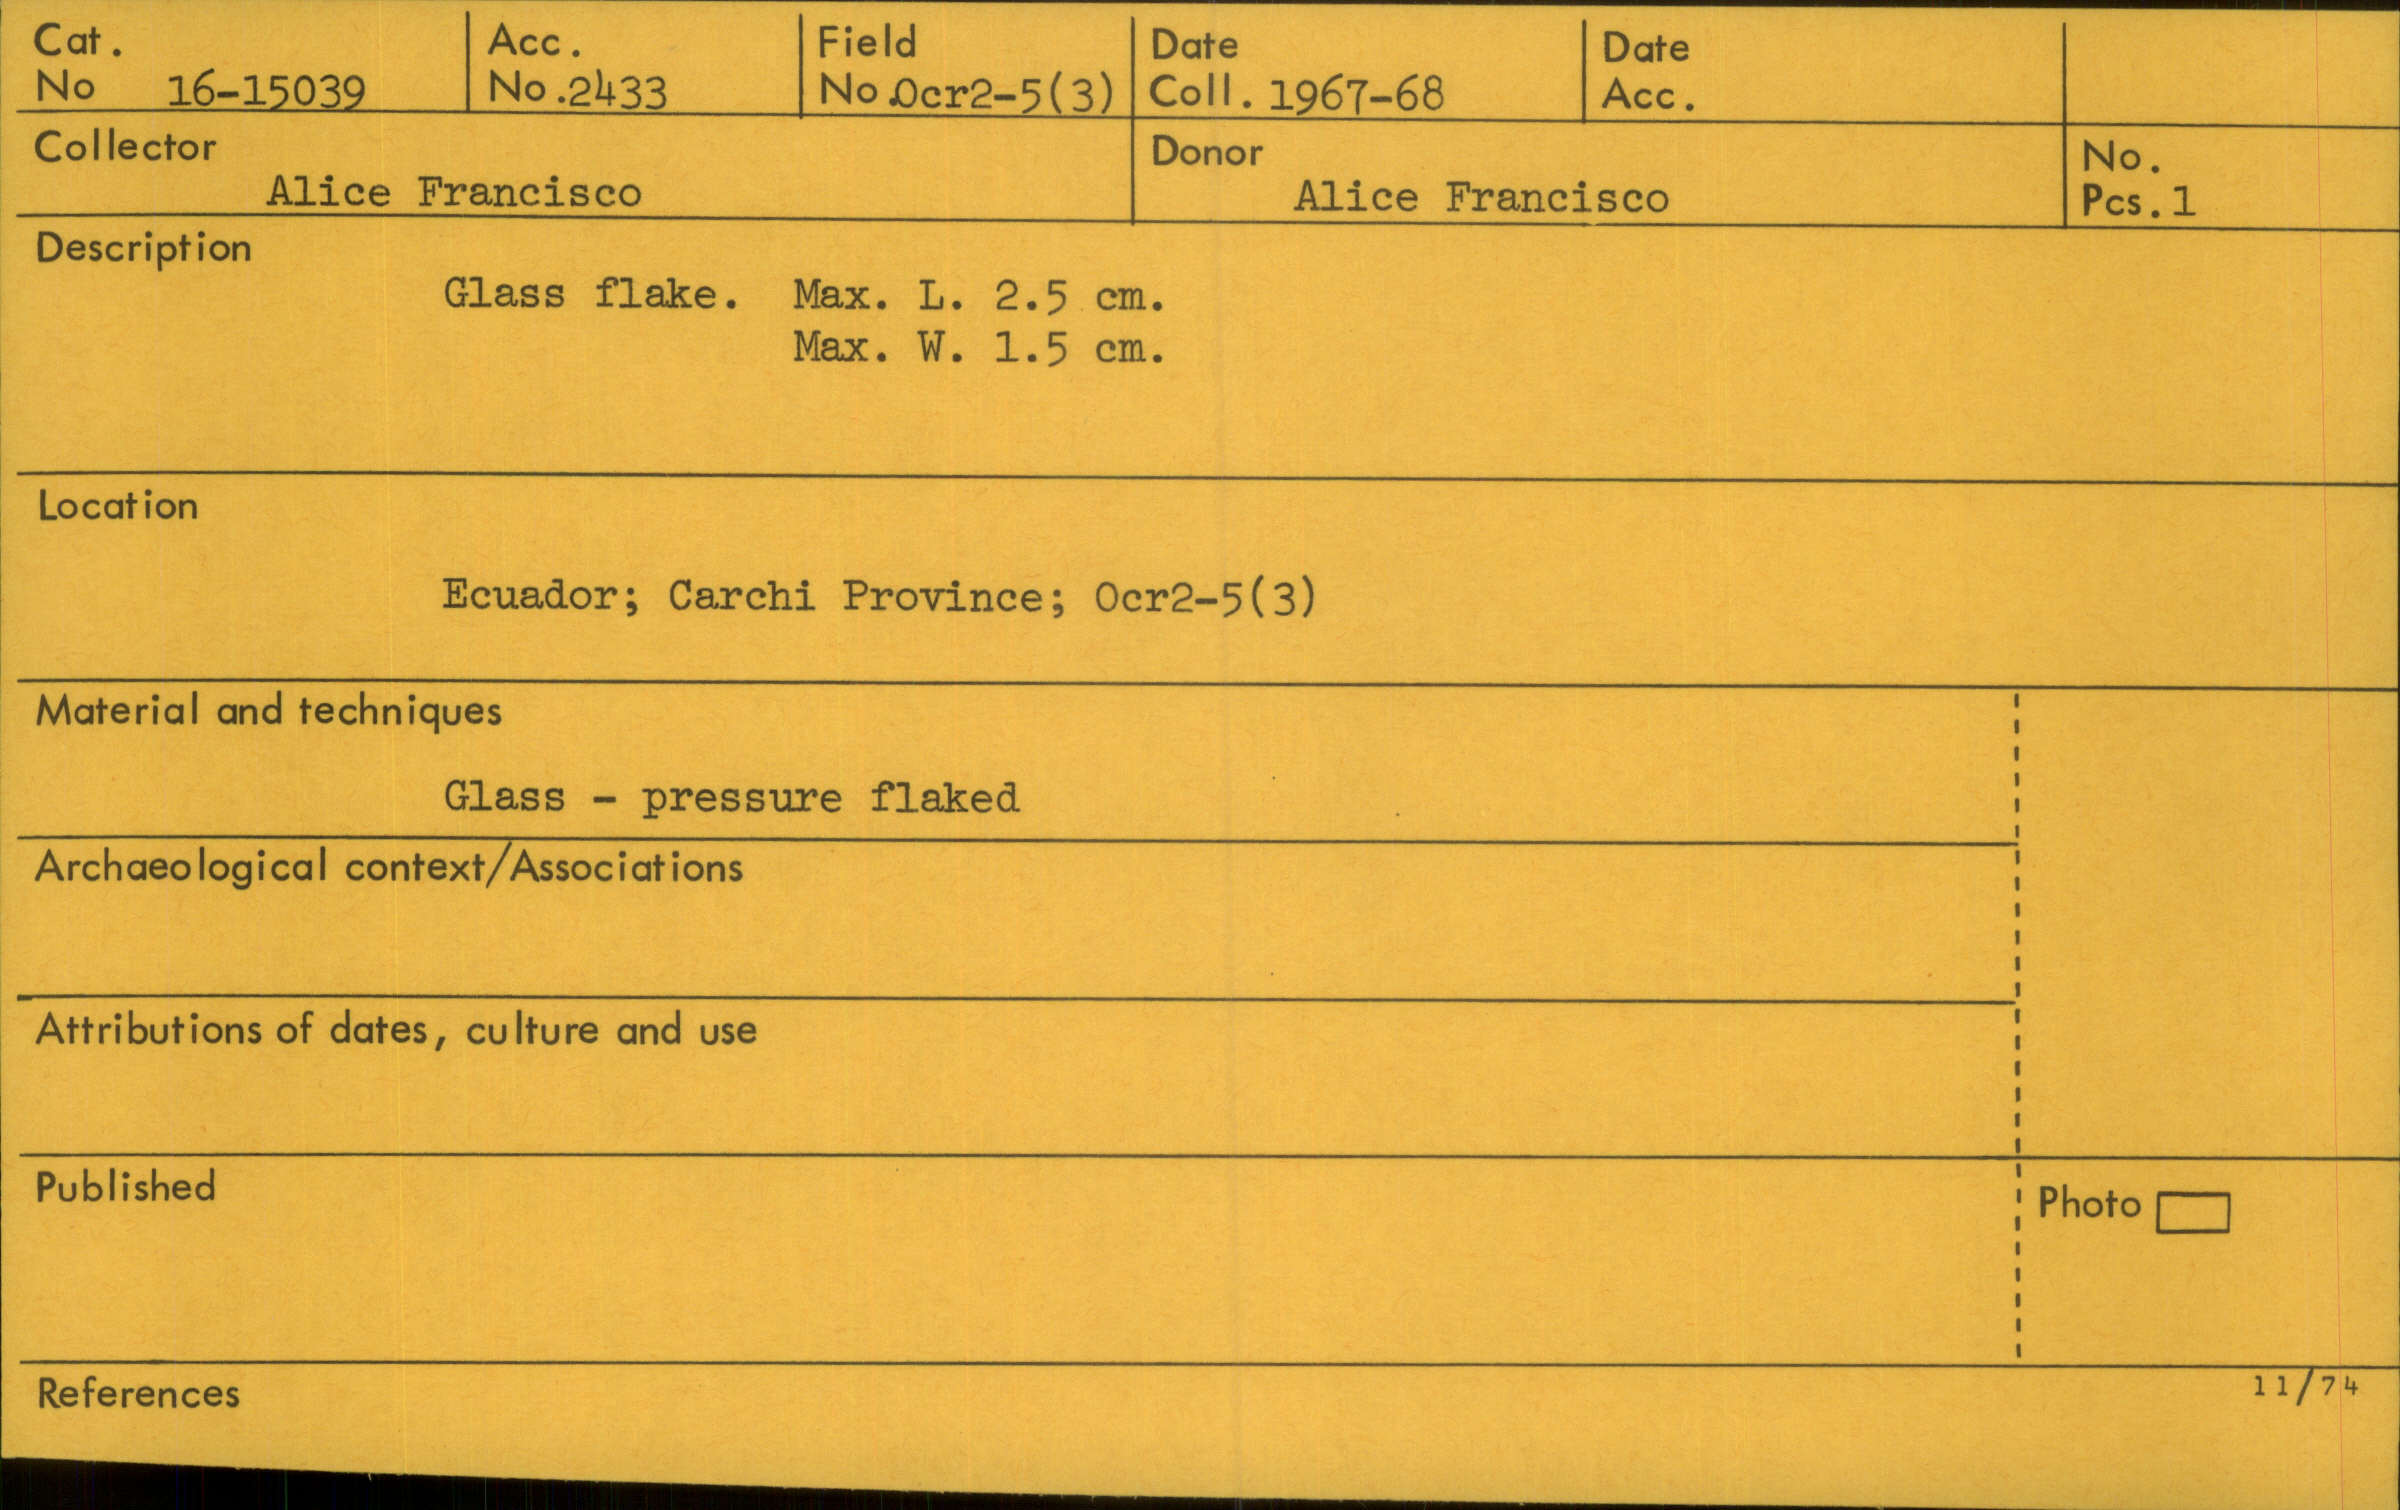 Cat. Acc. Field Date Date
No 16-15039 No.2433 No.Ocr2-5(3) Coll. 1967-68 Acc.
Collector Donor No.
Alice Francisco Alice Francisco Pcs.1
Description
Glass flake. Max. L. 2.5 cm.
Max. W. 1.5 cm.
Location
Ecuador; Carchi Province; Ocr2-5(3)
Material and techniques
Glass - pressure flaked
Archaeological context/Associations
Attributions of dates, culture and use
Published
Photo
References 11/74